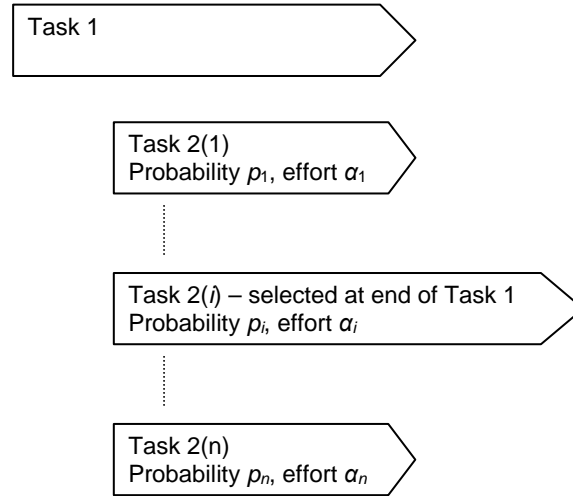 Task 1
Task 2(1)
Probability p₁, effort α₁
Task 2(i) – selected at end of Task 1
Probability pᵢ, effort αᵢ
Task 2(n)
Probability pₙ, effort αₙ